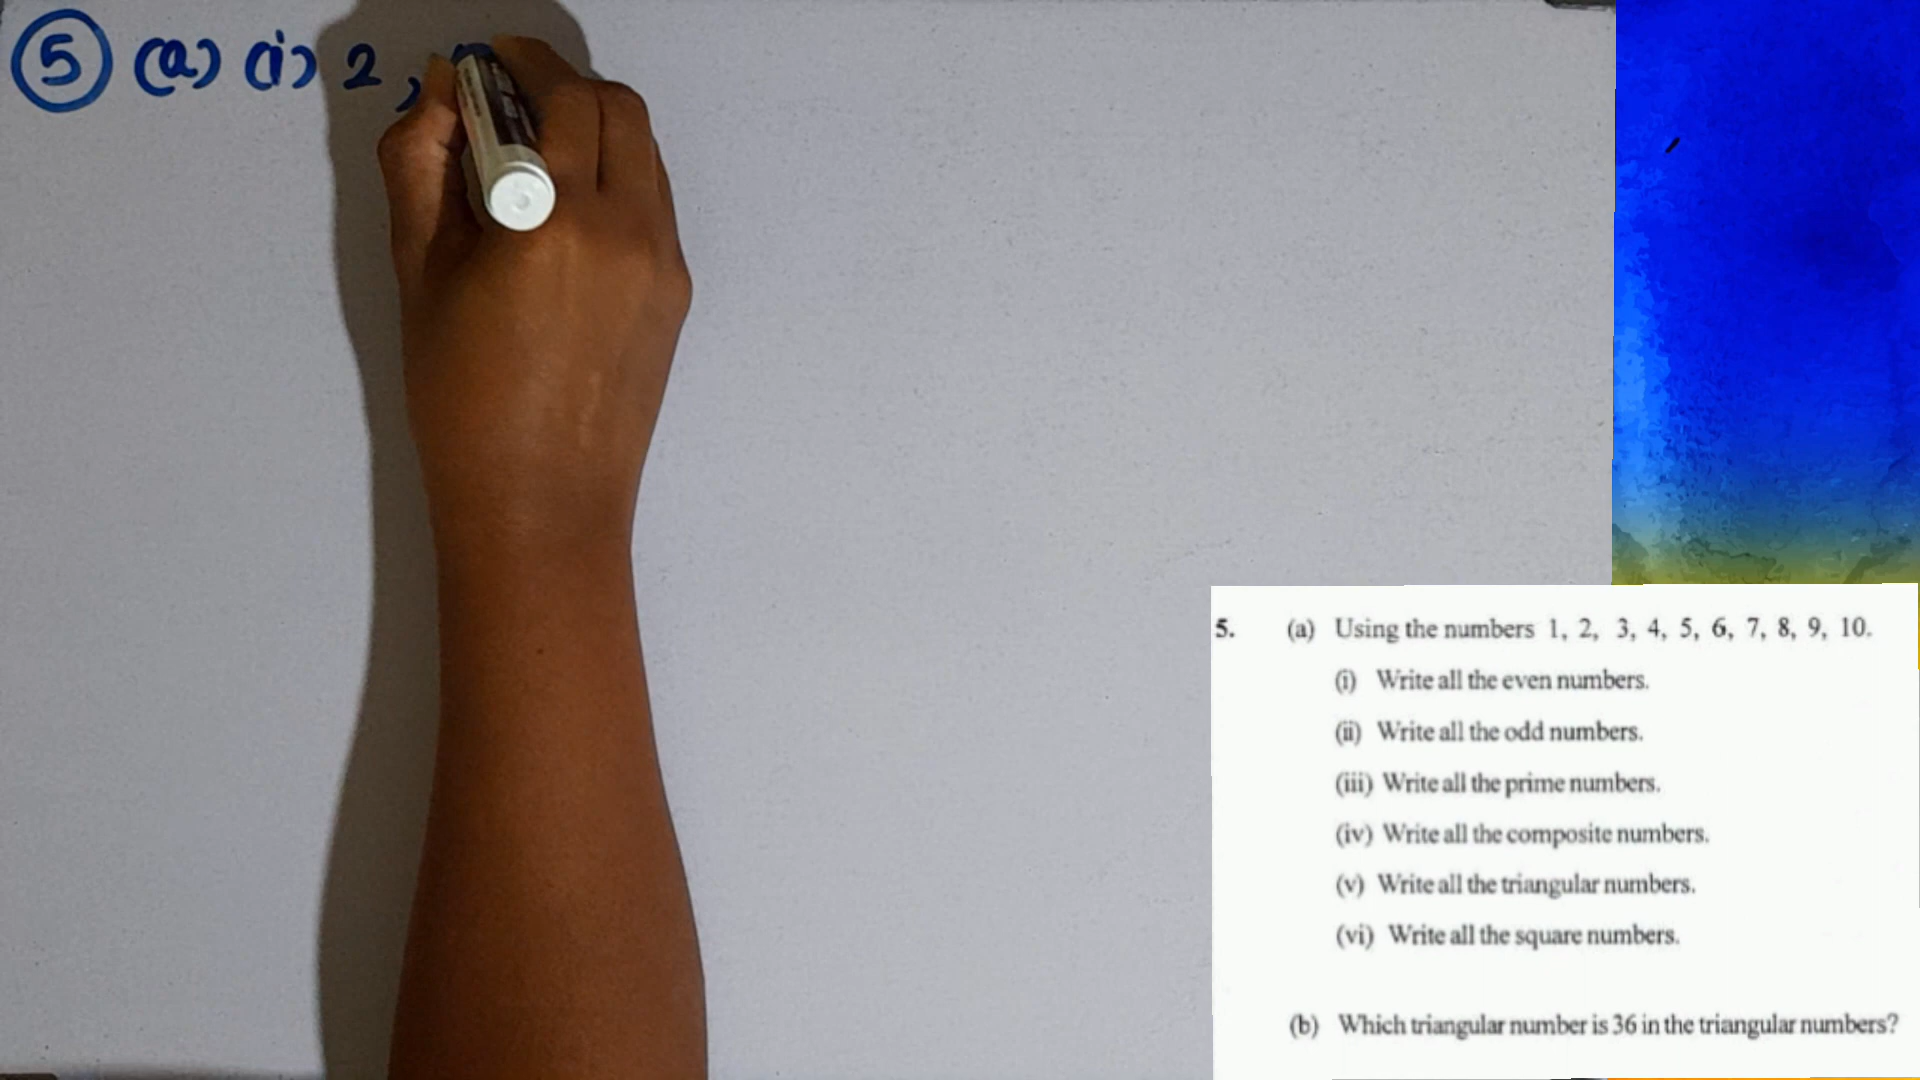 5 (a) (i) 2 ,
5. (a) Using the numbers 1, 2, 3, 4, 5, 6, 7, 8, 9, 10.
(i) Write all the even numbers.
(ii) Write all the odd numbers.
(iii) Write all the prime numbers.
(iv) Write all the composite numbers.
(v) Write all the triangular numbers.
(vi) Write all the square numbers.
(b) Which triangular number is 36 in the triangular numbers?